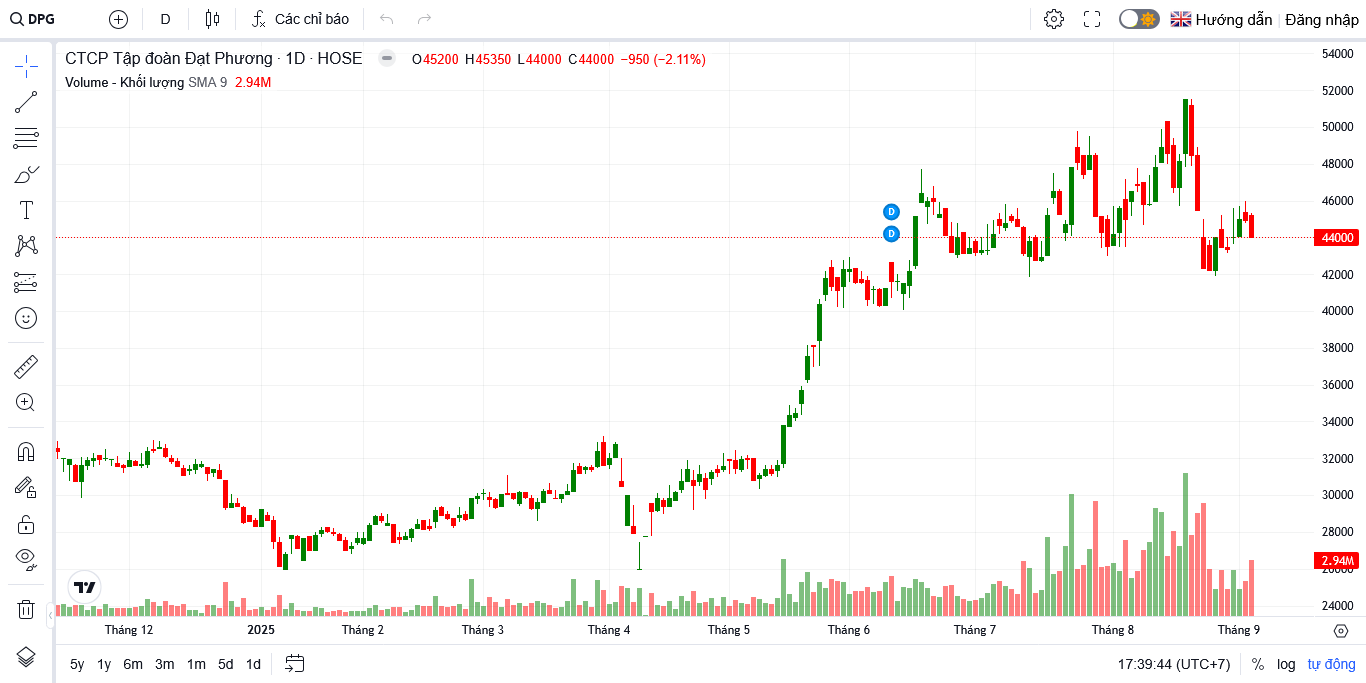 DPG D Các chỉ báo Hướng dẫn Đăng nhập
CTCP Tập đoàn Đạt Phương · 1D · HOSE O45200 H45350 L44000 C44000 −950 (−2.11%)
Volume - Khối lượng SMA 9 2.94M
54000
52000
50000
48000
46000
D
D
44000
42000
40000
38000
36000
34000
32000
30000
28000
2.94M
24000
Tháng 12 2025 Tháng 2 Tháng 3 Tháng 4 Tháng 5 Tháng 6 Tháng 7 Tháng 8 Tháng 9
5y 1y 6m 3m 1m 5d 1d 17:39:44 (UTC+7) % log tự động